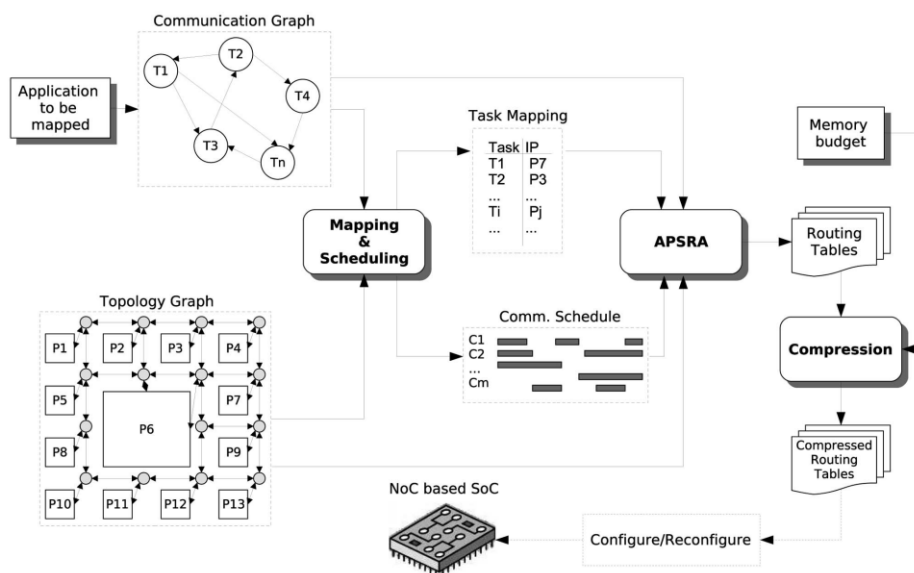 Communication Graph
T1
T2
T4
T3
Tn
Application
to be
mapped
Task Mapping
Task IP
T1 P7
T2 P3
... ...
Ti Pj
... ...
Memory
budget
Mapping
&
Scheduling
APSRA
Routing
Tables
Topology Graph
P1 P2 P3 P4
P5 P7
P6
P8 P9
P10 P11 P12 P13
Comm. Schedule
C1
C2
...
Cm
Compression
Compressed
Routing
Tables
NoC based SoC
Configure/Reconfigure